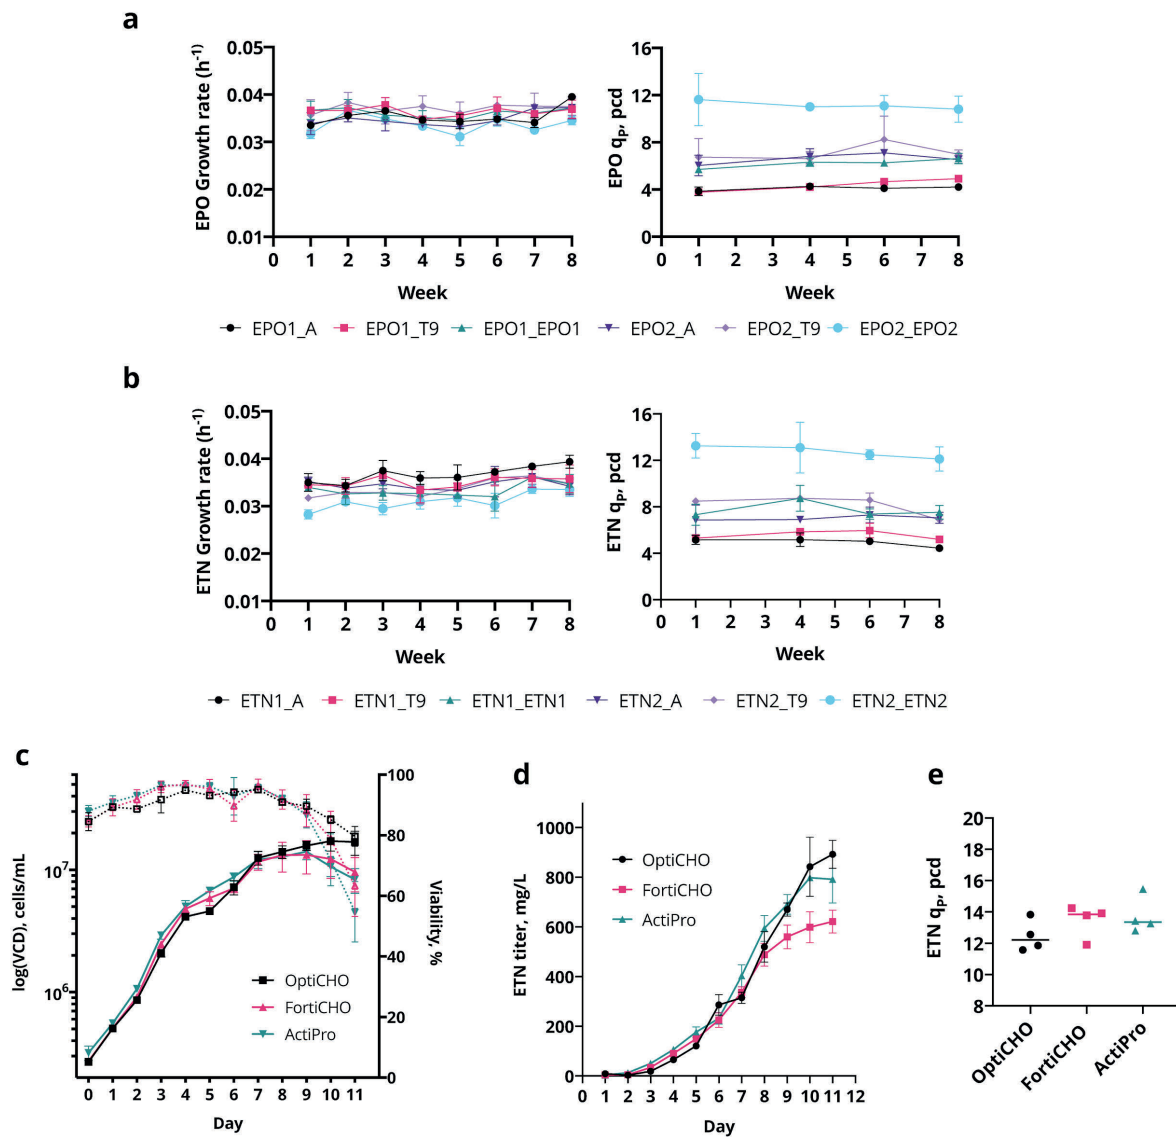 a
EPO Growth rate (h⁻¹)
0.05
0.04
0.03
0.02
0.01
0 1 2 3 4 5 6 7 8
Week
EPO qₚ, pcd
16
12
8
4
0
0 1 2 3 4 5 6 7 8
Week
EPO1_A EPO1_T9 EPO1_EPO1 EPO2_A EPO2_T9 EPO2_EPO2
b
ETN Growth rate (h⁻¹)
0.05
0.04
0.03
0.02
0.01
0 1 2 3 4 5 6 7 8
Week
ETN qₚ, pcd
16
12
8
4
0
0 1 2 3 4 5 6 7 8
Week
ETN1_A ETN1_T9 ETN1_ETN1 ETN2_A ETN2_T9 ETN2_ETN2
c
log(VCD), cells/mL
10⁷
10⁶
100
80
60
40
20
0
Viability, %
OptiCHO
FortiCHO
ActiPro
0 1 2 3 4 5 6 7 8 9 10 11
Day
d
ETN titer, mg/L
1000
800
600
400
200
0
OptiCHO
FortiCHO
ActiPro
0 1 2 3 4 5 6 7 8 9 10 11 12
Day
e
ETN qₚ, pcd
20
18
16
14
12
10
8
OptiCHO
FortiCHO
ActiPro